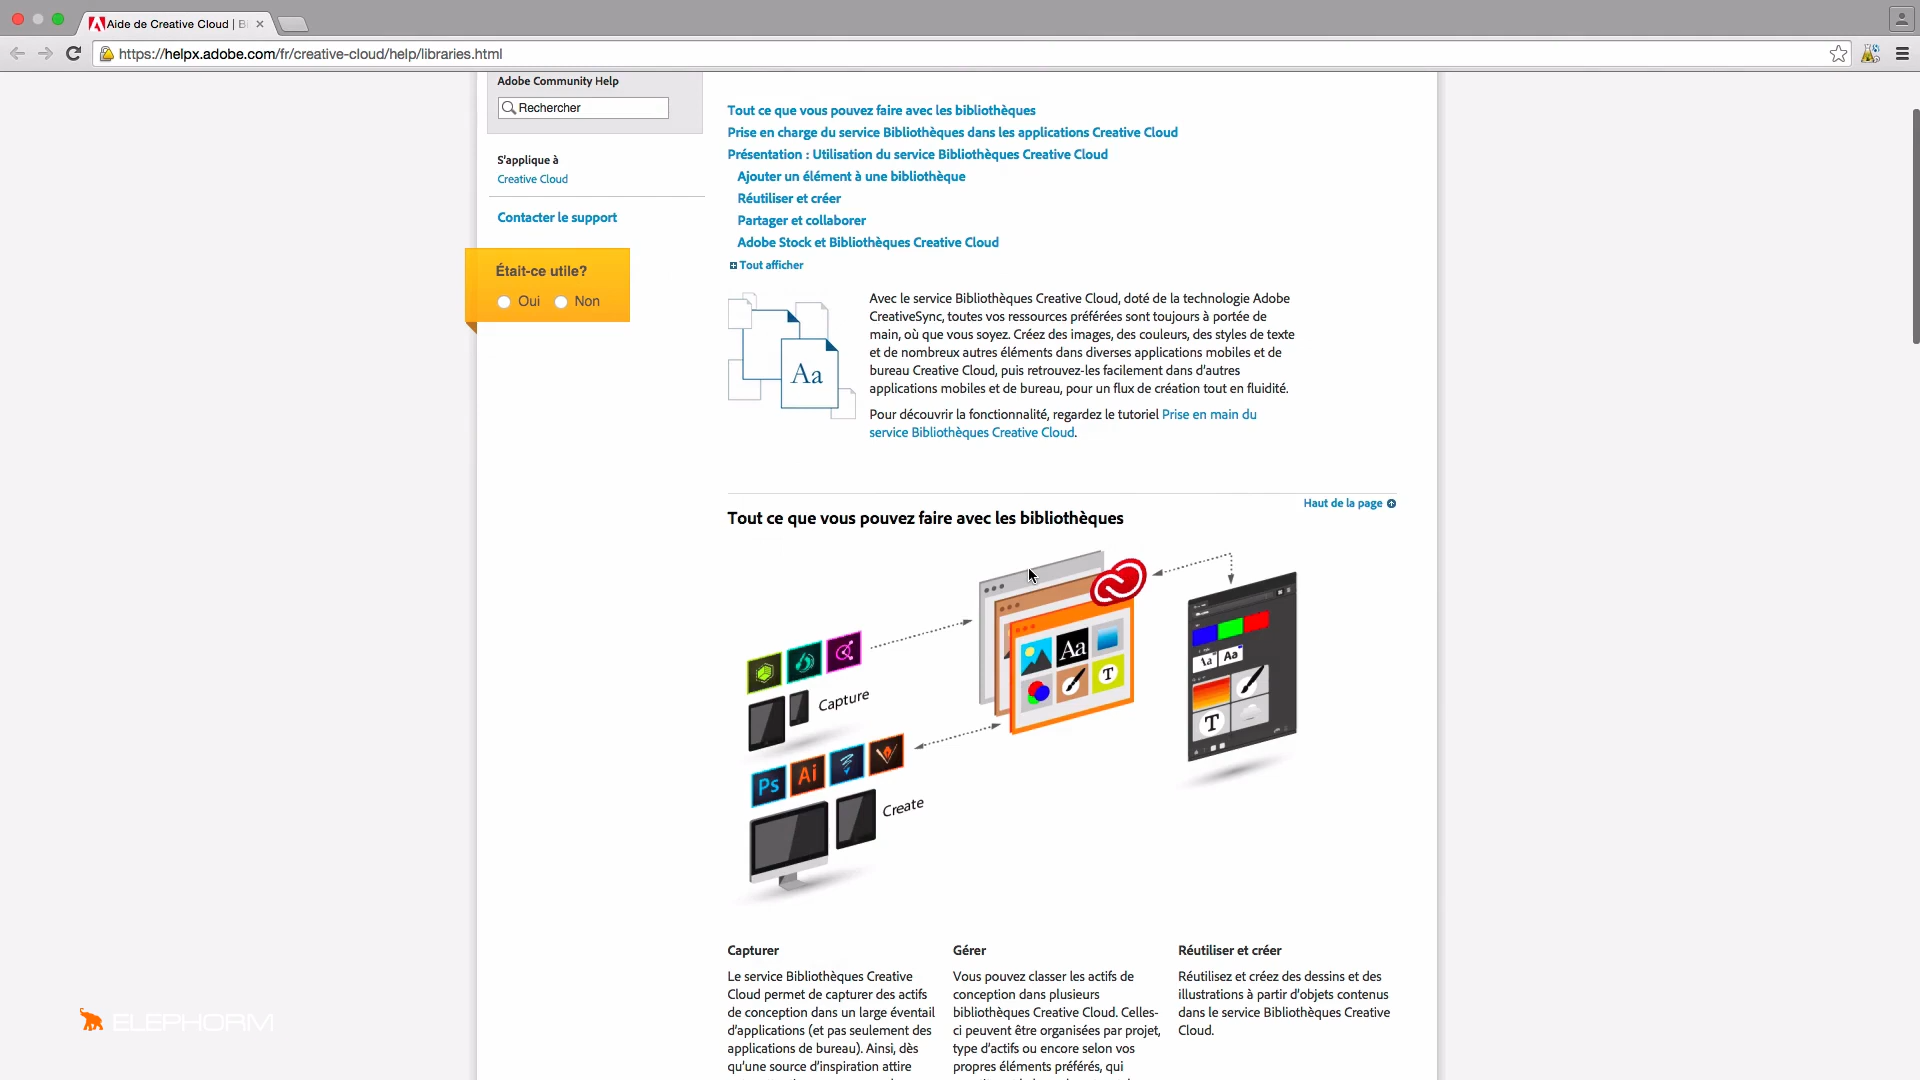 Aide de Creative Cloud | B
https://helpx.adobe.com/fr/creative-cloud/help/libraries.html
Adobe Community Help
Rechercher
S'applique à
Creative Cloud
Contacter le support
Était-ce utile?
Oui Non
Tout ce que vous pouvez faire avec les bibliothèques
Prise en charge du service Bibliothèques dans les applications Creative Cloud
Présentation : Utilisation du service Bibliothèques Creative Cloud
Ajouter un élément à une bibliothèque
Réutiliser et créer
Partager et collaborer
Adobe Stock et Bibliothèques Creative Cloud
Tout afficher
Aa
Avec le service Bibliothèques Creative Cloud, doté de la technologie Adobe
CreativeSync, toutes vos ressources préférées sont toujours à portée de
main, où que vous soyez. Créez des images, des couleurs, des styles de texte
et de nombreux autres éléments dans diverses applications mobiles et de
bureau Creative Cloud, puis retrouvez-les facilement dans d'autres
applications mobiles et de bureau, pour un flux de création tout en fluidité.
Pour découvrir la fonctionnalité, regardez le tutoriel Prise en main du
service Bibliothèques Creative Cloud.
Haut de la page
Tout ce que vous pouvez faire avec les bibliothèques
Aa
T
Aa
Aa
T
Capture
Ps Ai
Create
Capturer
Le service Bibliothèques Creative
Cloud permet de capturer des actifs
de conception dans un large éventail
d'applications (et pas seulement des
applications de bureau). Ainsi, dès
qu'une source d'inspiration attire
Gérer
Vous pouvez classer les actifs de
conception dans plusieurs
bibliothèques Creative Cloud. Celles-
ci peuvent être organisées par projet,
type d'actifs ou encore selon vos
propres éléments préférés, qui
Réutiliser et créer
Réutilisez et créez des dessins et des
illustrations à partir d'objets contenus
dans le service Bibliothèques Creative
Cloud.
ELEPHORM